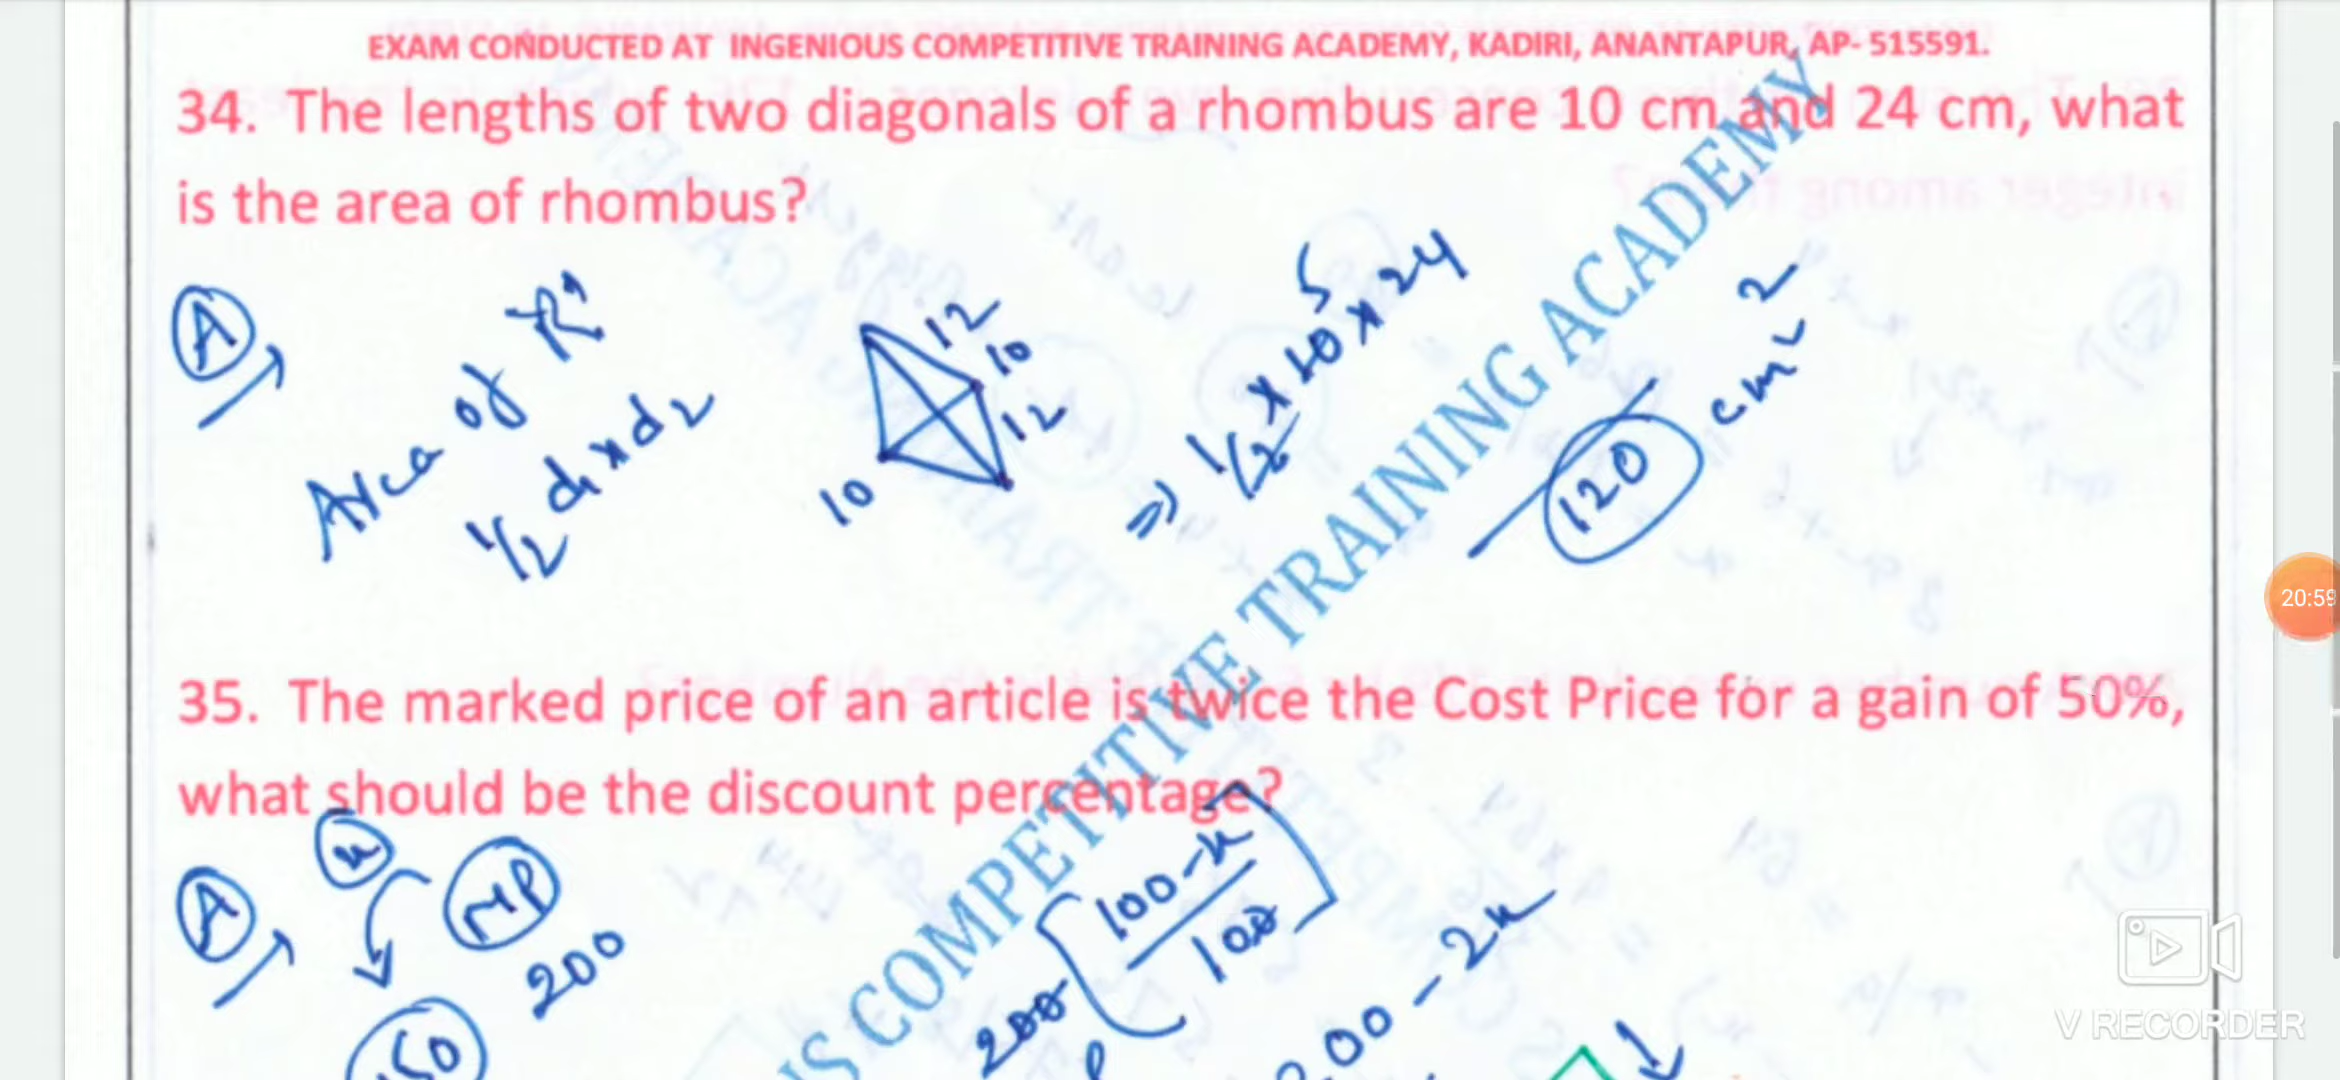 EXAM CONDUCTED AT INGENIOUS COMPETITIVE TRAINING ACADEMY, KADIRI, ANANTAPUR, AP- 515591.
34. The lengths of two diagonals of a rhombus are 10 cm and 24 cm, what
is the area of rhombus?
A
Area of R'
1/2 d1 x d2
12
10
12
10
=> 1/2 x 10 x 24
5
120 cm2
2
35. The marked price of an article is twice the Cost Price for a gain of 50%,
what should be the discount percentage?
A
x
MP
200
150
200 [100-x
100]
200-2x
S COMPETITIVE TRAINING ACADEMY
20:59
V RECORDER